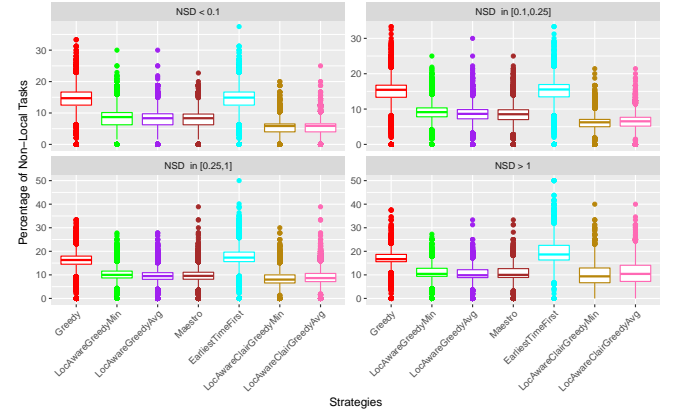 NSD < 0.1
NSD in [0.1,0.25]
30
20
10
0
30
20
10
0
NSD in [0.25,1]
NSD > 1
50
40
30
20
10
0
50
40
30
20
10
0
Percentage of Non−Local Tasks
Greedy
LocAwareGreedyMin
LocAwareGreedyAvg
Maestro
EarliestTimeFirst
LocAwareClairGreedyMin
LocAwareClairGreedyAvg
Greedy
LocAwareGreedyMin
LocAwareGreedyAvg
Maestro
EarliestTimeFirst
LocAwareClairGreedyMin
LocAwareClairGreedyAvg
Strategies